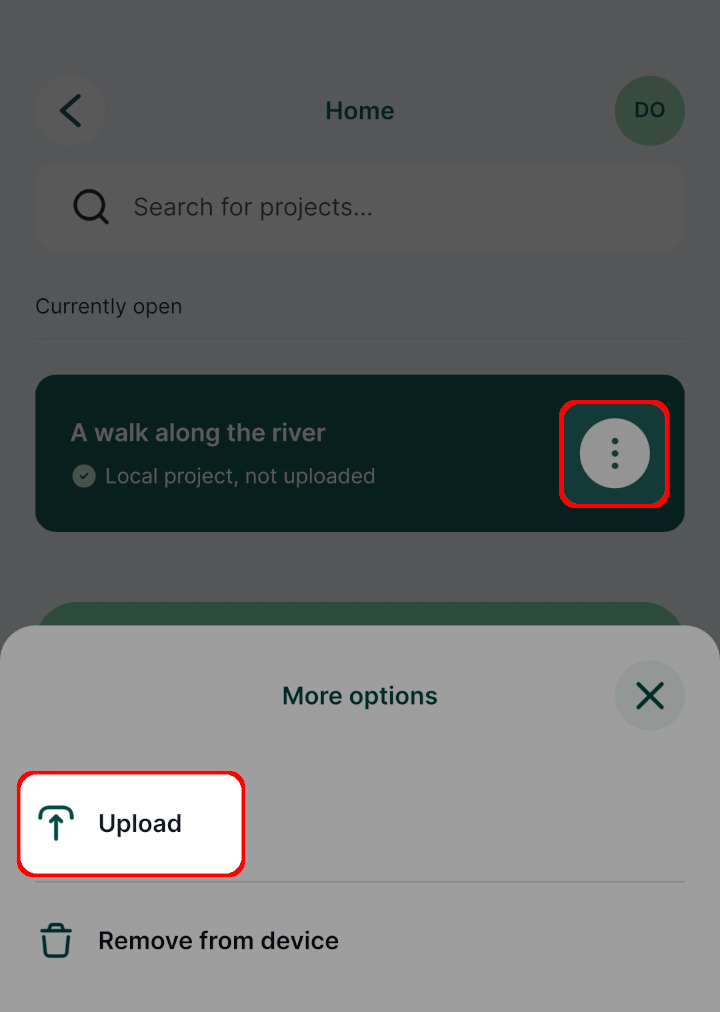 Home
DO
Search for projects...
Currently open
A walk along the river
Local project, not uploaded
More options
Upload
Remove from device